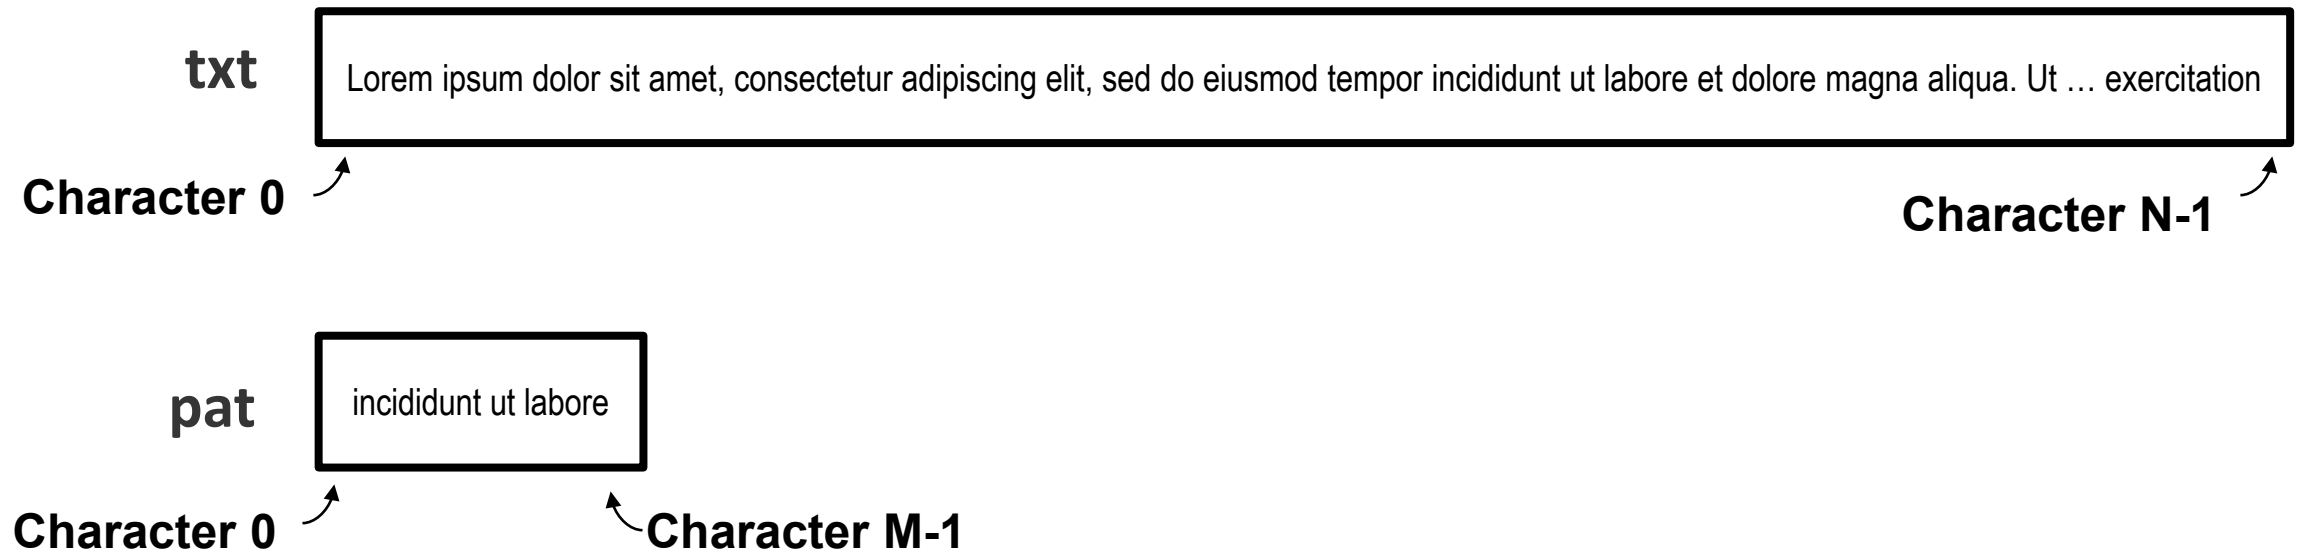 txt
Lorem ipsum dolor sit amet, consectetur adipiscing elit, sed do eiusmod tempor incididunt ut labore et dolore magna aliqua. Ut … exercitation
Character 0
Character N-1
pat
incididunt ut labore
Character 0
Character M-1